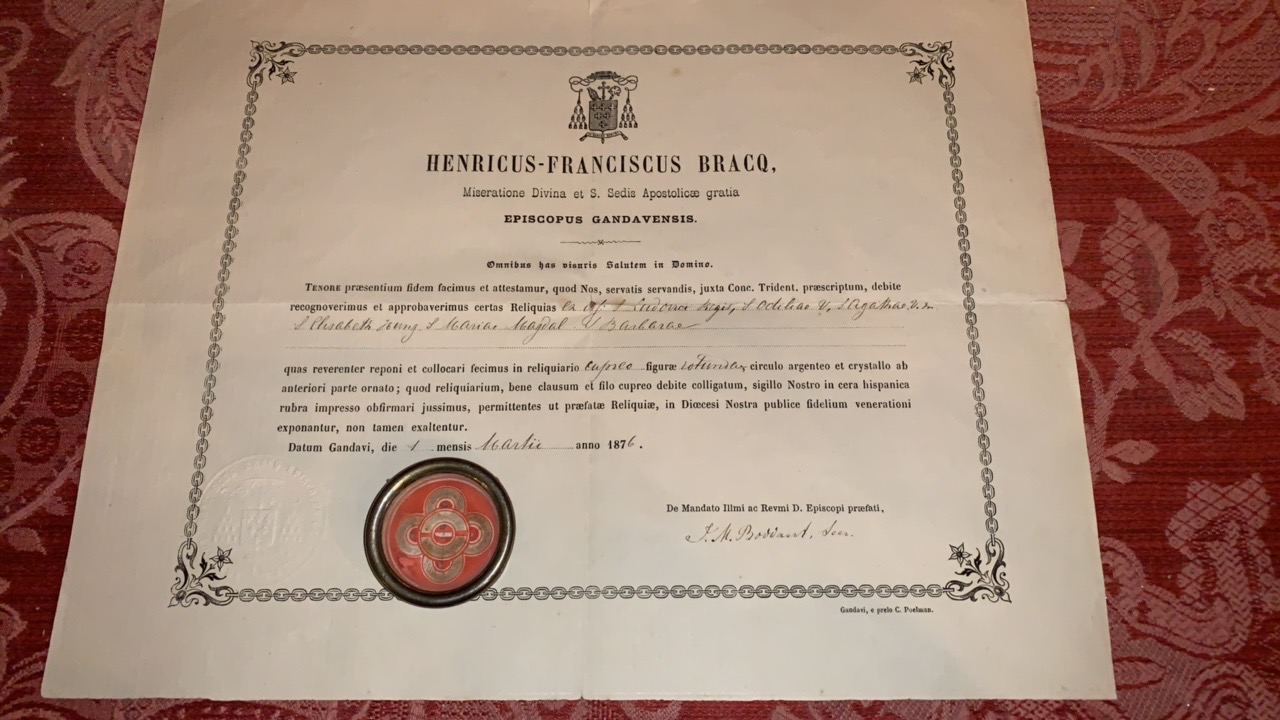 HENRICUS-FRANCISCUS BRACQ,
Miseratione Divina et S. Sedis Apostolicæ gratia
EPISCOPUS GANDAVENSIS.
Omnibus has visuris Salutem in Domino.
TENORE præsentium fidem facimus et attestamur, quod Nos, servatis servandis, juxta Conc. Trident. præscriptum, debite
recognoverimus et approbaverimus certas Reliquias Ex S Ludovici Regis, S Odiliae V, S Agathae V. M
S Elisabeth S Mariae Magdal S Barbarae
quas reverenter reponi et collocari fecimus in reliquiario cupreo figuræ rotundae, circulo argenteo et crystallo ab
anteriori parte ornato; quod reliquiarium, bene clausum et filo cupreo debite colligatum, sigillo Nostro in cera hispanica
rubra impresso obfirmari jussimus, permittentes ut præfatæ Reliquiæ, in Diœcesi Nostra publice fidelium venerationi
exponantur, non tamen exaltentur.
Datum Gandavi, die 1 mensis Martii anno 1876.
De Mandato Illmi ac Revmi D. Episcopi præfati,
Gandavi, e prelo C. Poelman.